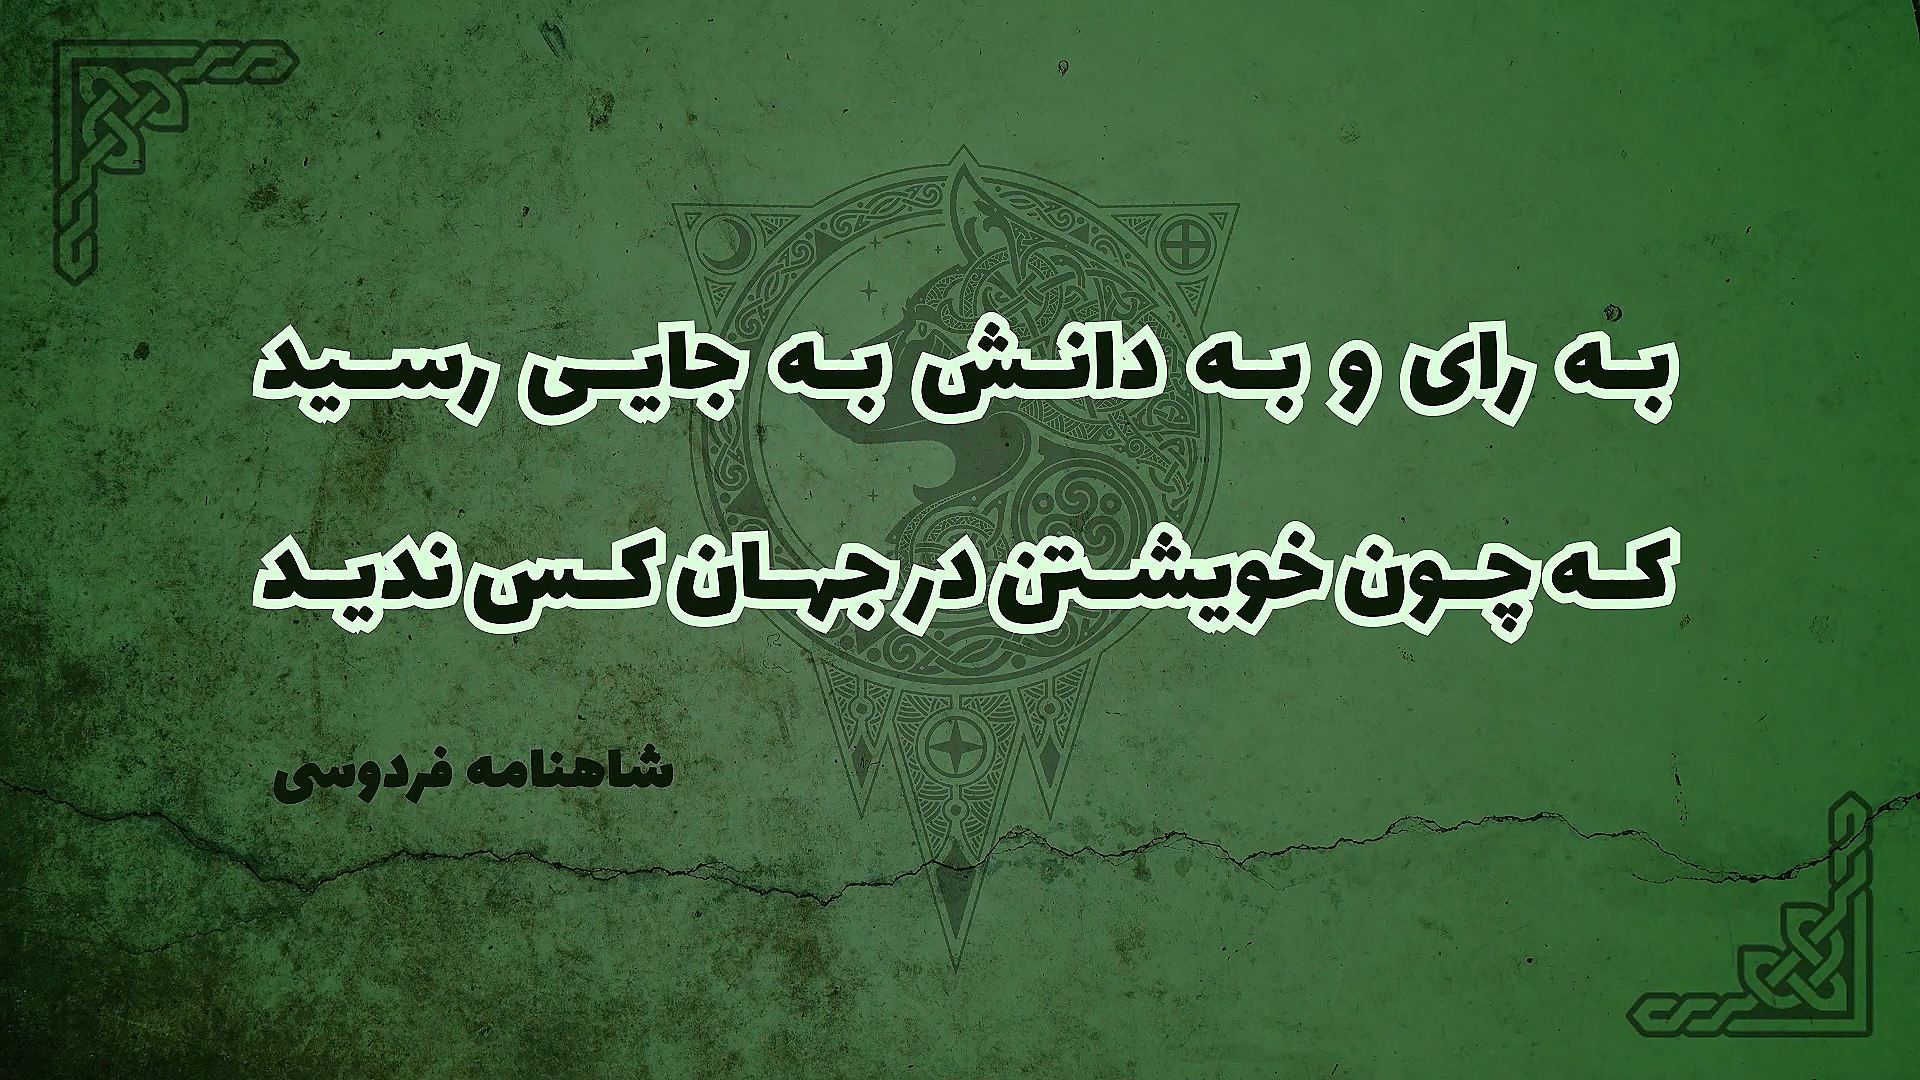 به رای و به دانش به جایی رسید
که چون خویشتن در جهان کس ندید
شاهنامه فردوسی